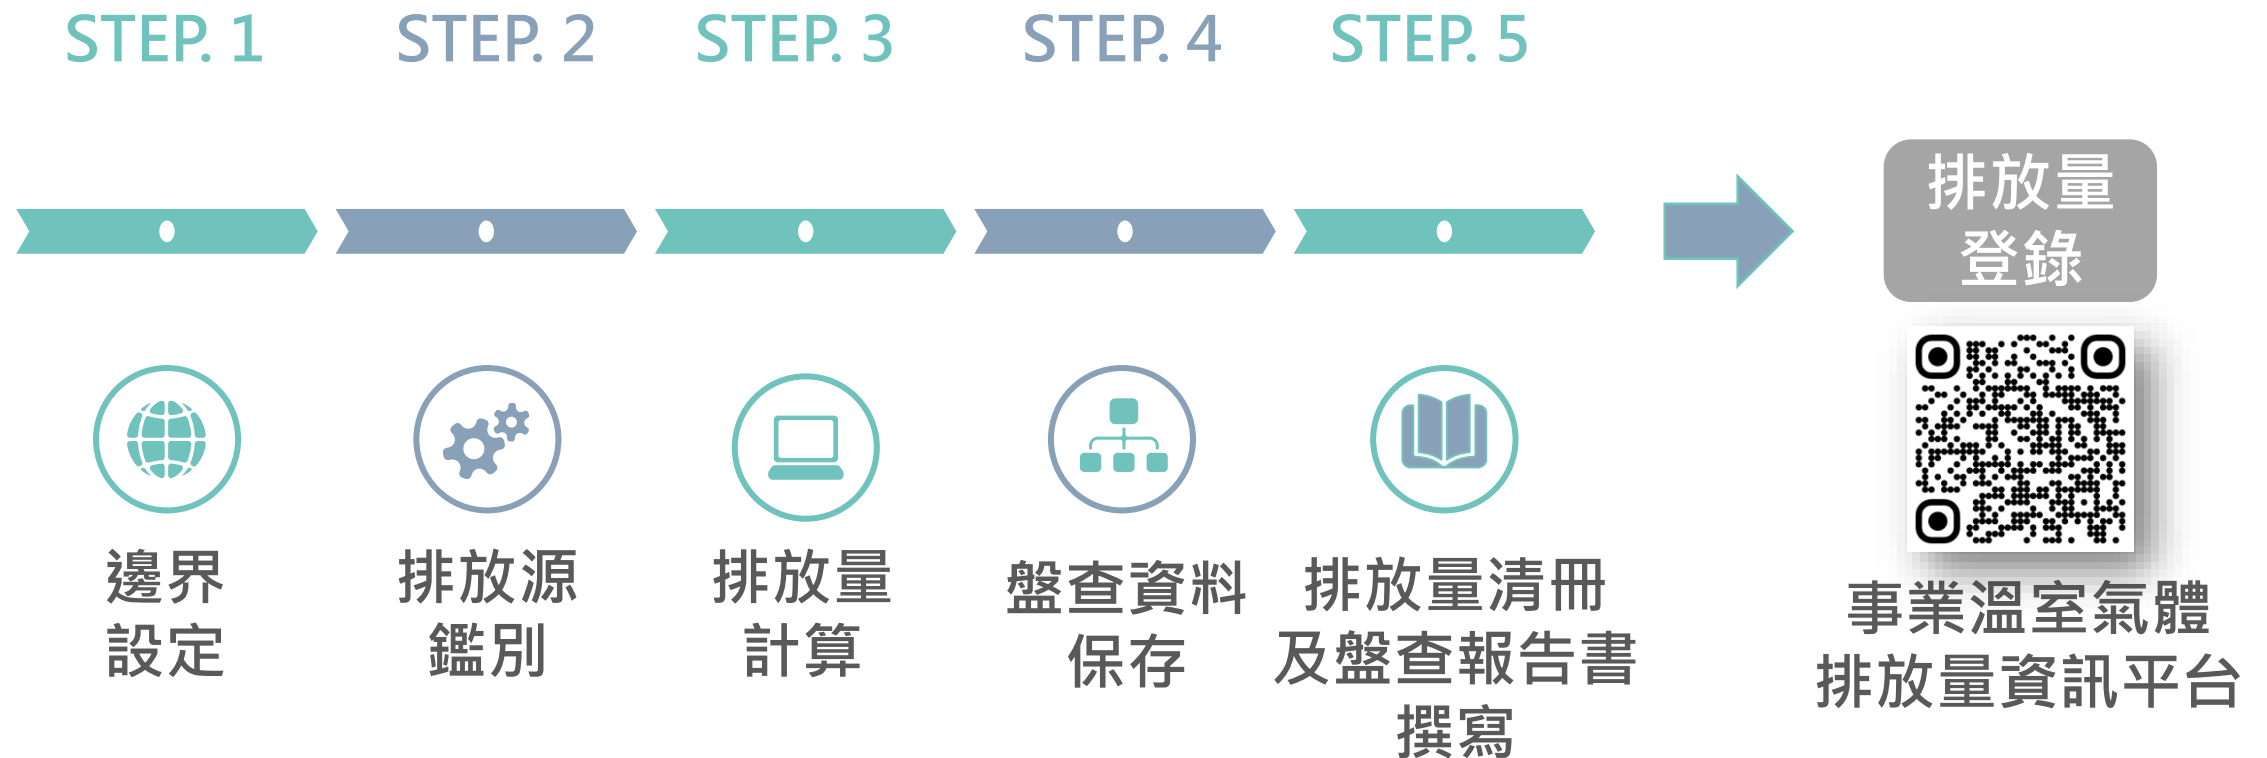 STEP. 1
STEP. 2
STEP. 3
STEP. 4
STEP. 5
邊界
設定
排放源
鑑別
排放量
計算
盤查資料
保存
排放量清冊
及盤查報告書
撰寫
排放量
登錄
事業溫室氣體
排放量資訊平台